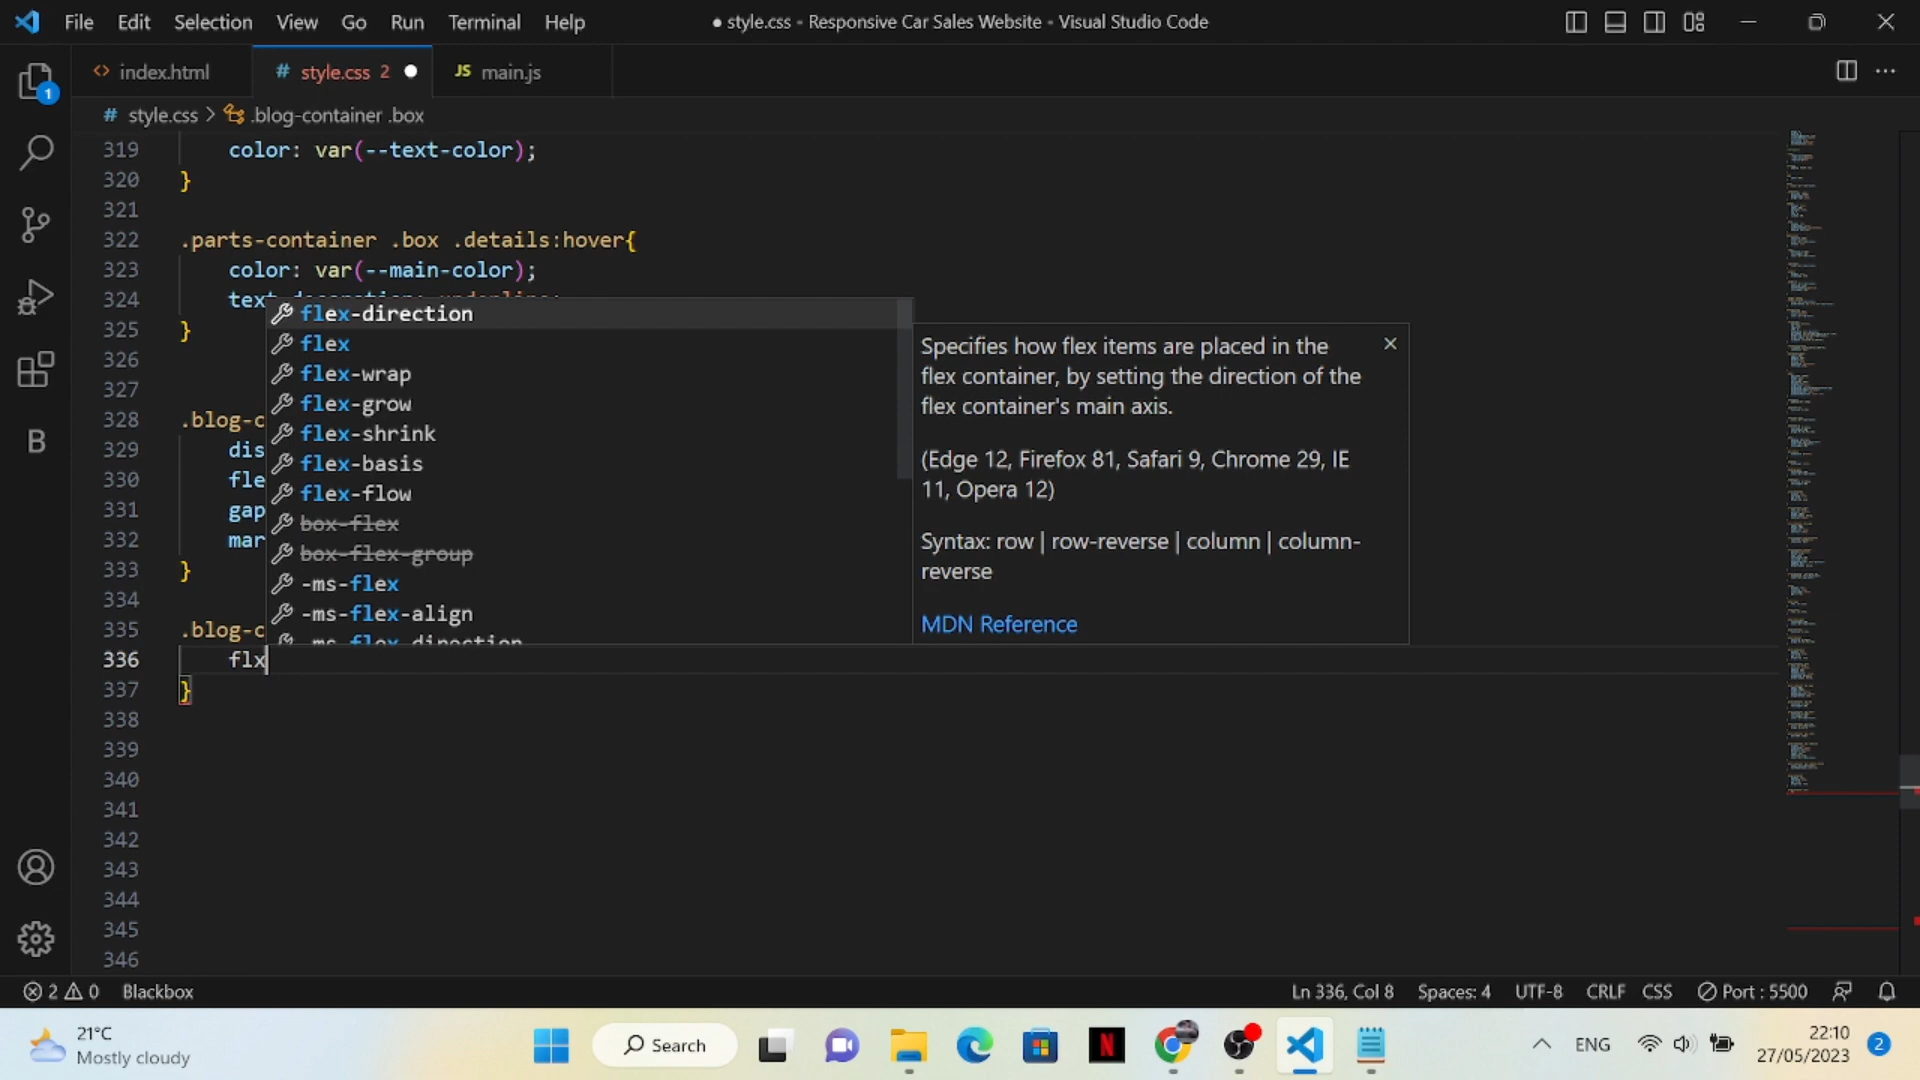 File Edit Selection View Go Run Terminal Help
● style.css - Responsive Car Sales Website - Visual Studio Code
1
<> index.html
# style.css 2 ●
JS main.js
# style.css > .blog-container .box
319 color: var(--text-color);
320 }
321
322 .parts-container .box .details:hover{
323 color: var(--main-color);
324 text-decoration: underline;
325 }
326
327
328 .blog-c
329 dis
330 fle
331 gap
332 mar
333 }
334
335 .blog-c
336 flx
337 }
338
339
340
341
342
343
344
345
346
flex-direction
flex
flex-wrap
flex-grow
flex-shrink
flex-basis
flex-flow
box-flex
box-flex-group
-ms-flex
-ms-flex-align
-ms-flex-direction
Specifies how flex items are placed in the
flex container, by setting the direction of the
flex container's main axis.
(Edge 12, Firefox 81, Safari 9, Chrome 29, IE
11, Opera 12)
Syntax: row | row-reverse | column | column-
reverse
MDN Reference
B
2 0 Blackbox
Ln 336, Col 8 Spaces: 4 UTF-8 CRLF CSS Port : 5500
21°C
Mostly cloudy
Search
N
ENG
22:10
27/05/2023
2